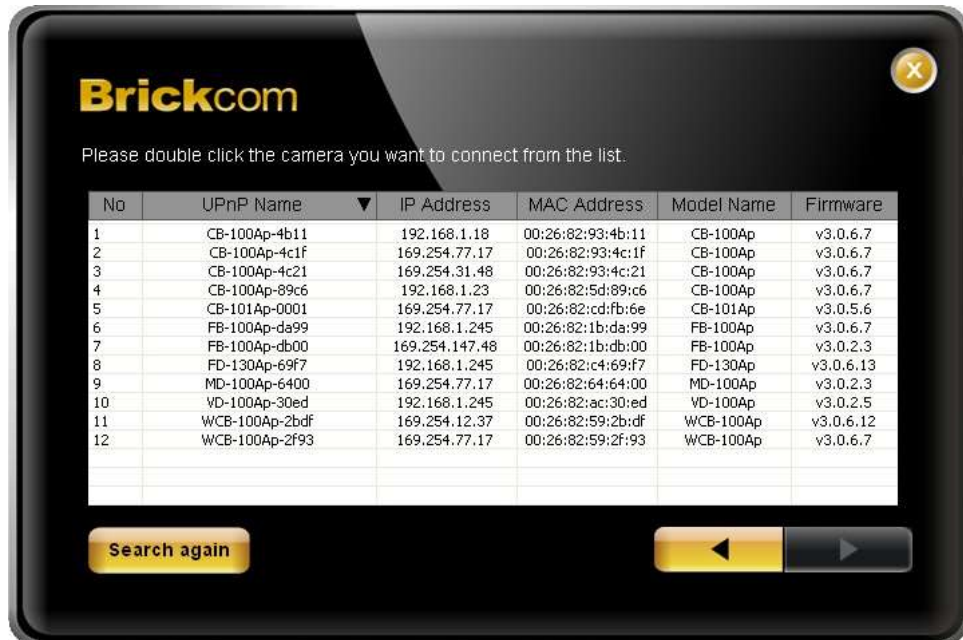 Brickcom
Please double click the camera you want to connect from the list.
No UPnP Name ▼ IP Address MAC Address Model Name Firmware
1 CB-100Ap-4b11 192.168.1.18 00:26:82:93:4b:11 CB-100Ap v3.0.6.7
2 CB-100Ap-4c1f 169.254.77.17 00:26:82:93:4c:1f CB-100Ap v3.0.6.7
3 CB-100Ap-4c21 169.254.31.48 00:26:82:93:4c:21 CB-100Ap v3.0.6.7
4 CB-100Ap-89c6 192.168.1.23 00:26:82:5d:89:c6 CB-100Ap v3.0.6.7
5 CB-101Ap-0001 169.254.77.17 00:26:82:cd:fb:6e CB-101Ap v3.0.5.6
6 FB-100Ap-da99 192.168.1.245 00:26:82:1b:da:99 FB-100Ap v3.0.6.7
7 FB-100Ap-db00 169.254.147.48 00:26:82:1b:db:00 FB-100Ap v3.0.2.3
8 FD-130Ap-69f7 192.168.1.245 00:26:82:c4:69:f7 FD-130Ap v3.0.6.13
9 MD-100Ap-6400 169.254.77.17 00:26:82:64:64:00 MD-100Ap v3.0.2.3
10 VD-100Ap-30ed 192.168.1.245 00:26:82:ac:30:ed VD-100Ap v3.0.2.5
11 WCB-100Ap-2bdf 169.254.12.37 00:26:82:59:2b:df WCB-100Ap v3.0.6.12
12 WCB-100Ap-2f93 169.254.77.17 00:26:82:59:2f:93 WCB-100Ap v3.0.6.7
Search again